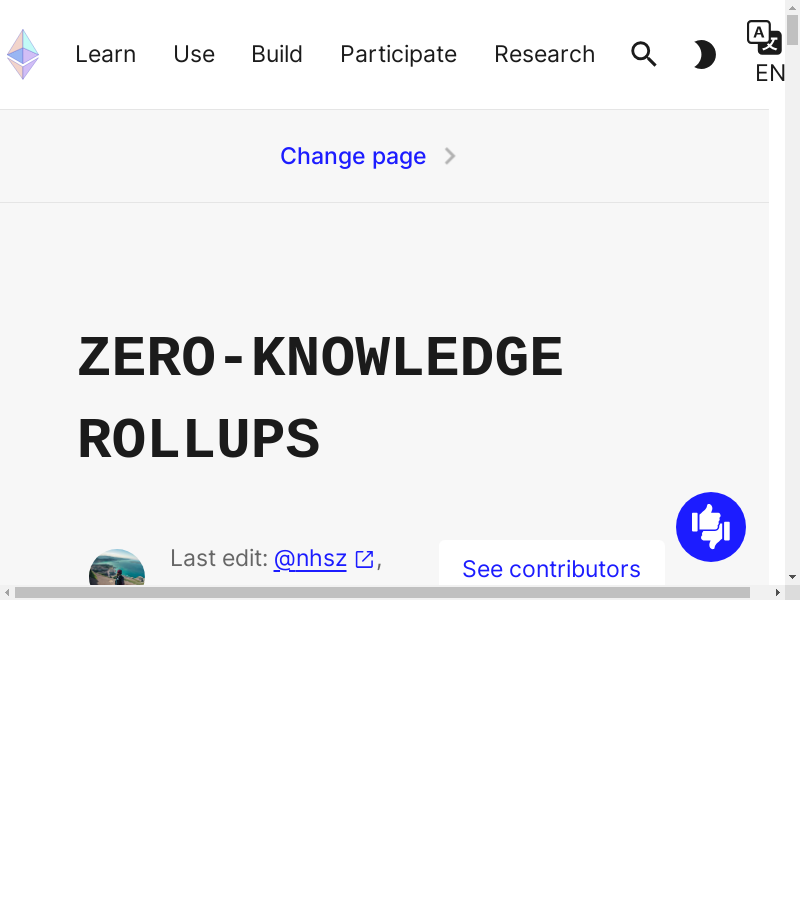 Learn Use Build Participate Research
EN
Change page
ZERO-KNOWLEDGE
ROLLUPS
Last edit: @nhsz,
See contributors